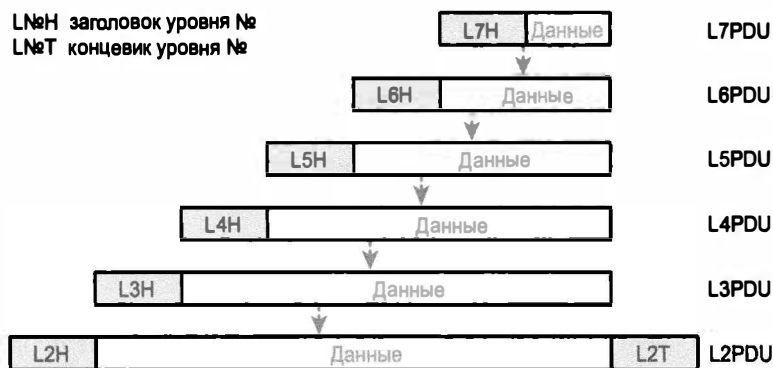 L№H заголовок уровня №
L№T концевик уровня №
L7H Данные L7PDU
L6H Данные L6PDU
L5H Данные L5PDU
L4H Данные L4PDU
L3H Данные L3PDU
L2H Данные L2T L2PDU